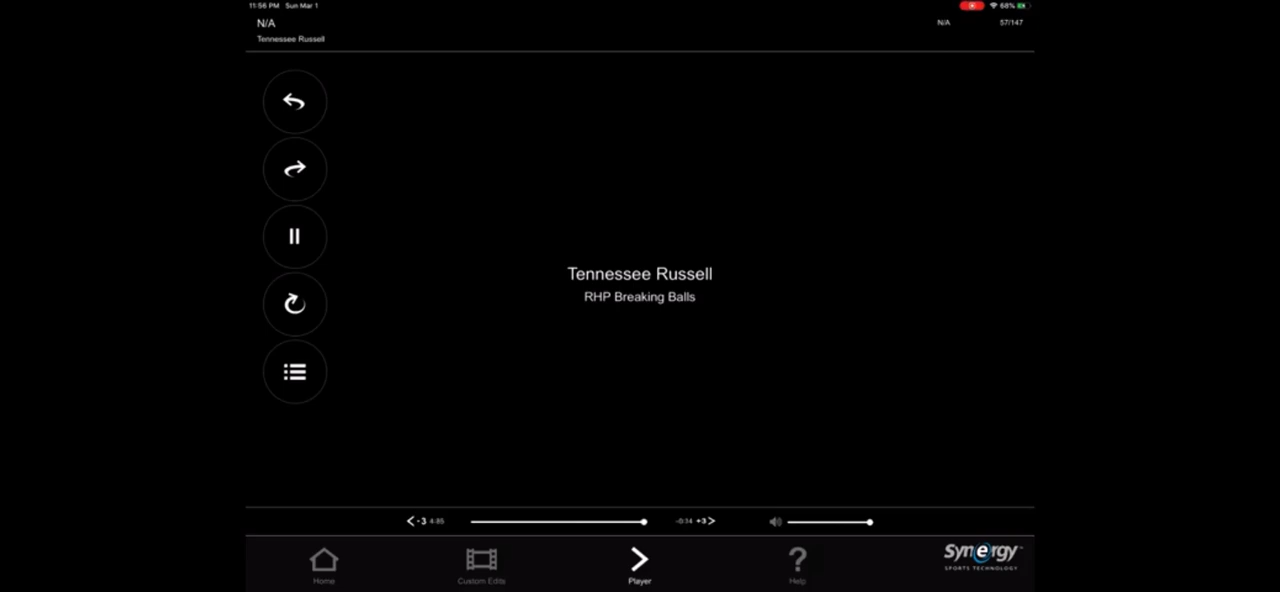 11:56 PM Sun Mar 1
68%
N/A
N/A
57/147
Tennessee Russell
Tennessee Russell
RHP Breaking Balls
-3
+3
Home
Custom Edits
Player
Help
Synergy
SPORTS TECHNOLOGY